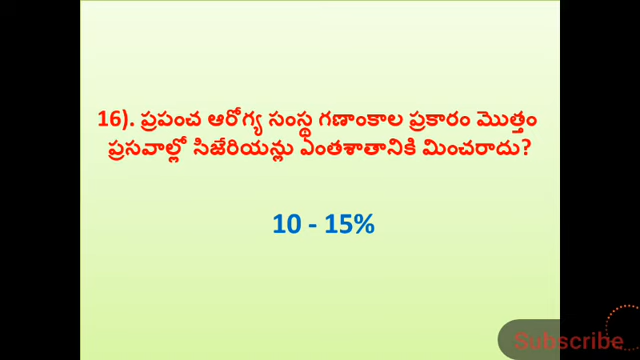 16). ప్రపంచ ఆరోగ్య సంస్థ గణాంకాల ప్రకారం మొత్తం
ప్రసవాల్లో సిజేరియన్లు ఎంతశాతానికి మించరాదు?
10 - 15%
Subscribe